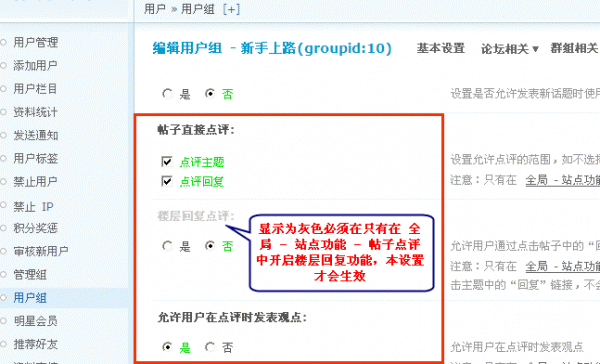 用户 » 用户组 [+]
用户管理
添加用户
用户栏目
资料统计
发送通知
用户标签
禁止用户
禁止 IP
积分奖惩
审核新用户
管理组
用户组
明星会员
推荐好友
编辑用户组 - 新手上路(groupid:10)
基本设置 论坛相关 ▾ 群组相关
是 否
设置是否允许发表新话题时使用
帖子直接点评:
点评主题
点评回复
设置允许点评的范围，如不选择
注意：只有在 全局 - 站点功能
楼层回复点评:
是 否
允许用户通过点击帖子中的“回
注意：只有在 全局 - 站点功能
击主题中的“回复”链接，不会
显示为灰色必须在只有在 全
局 - 站点功能 - 帖子点评
中开启楼层回复功能，本设置
才会生效
允许用户在点评时发表观点:
是 否
允许用户在点评时发表观点